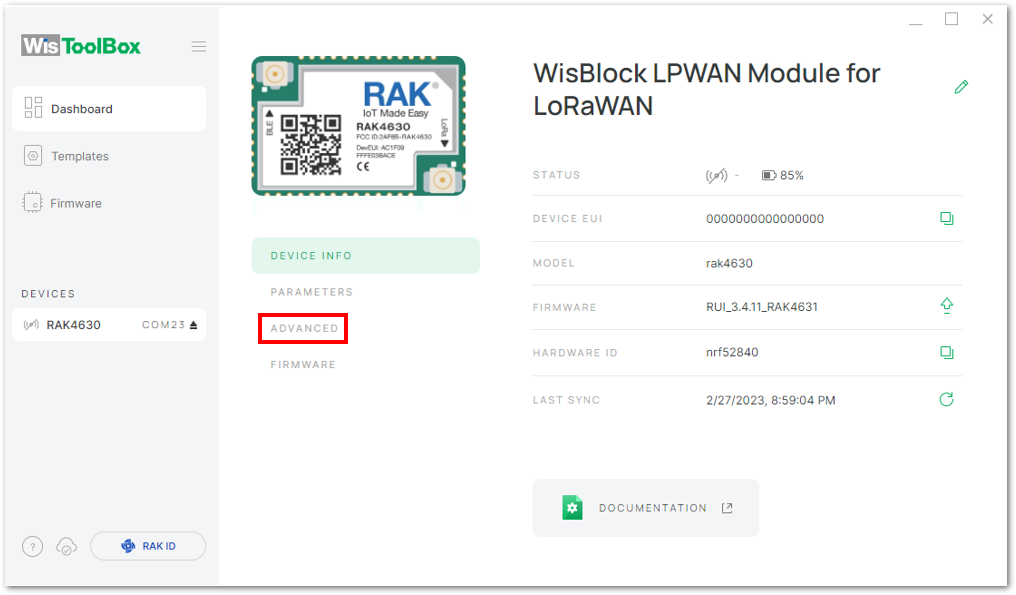 WisToolBox
Dashboard
Templates
Firmware
DEVICES
RAK4630 COM23
?
RAK ID
RAK®
IoT Made Easy
RAK4630
FCC ID:2AF6B-RAK4630
DevEUI: AC1F09
FFFE03BACE
BLE
LoRa
CE
DEVICE INFO
PARAMETERS
ADVANCED
FIRMWARE
WisBlock LPWAN Module for
LoRaWAN
STATUS - 85%
DEVICE EUI 0000000000000000
MODEL rak4630
FIRMWARE RUI_3.4.11_RAK4631
HARDWARE ID nrf52840
LAST SYNC 2/27/2023, 8:59:04 PM
DOCUMENTATION